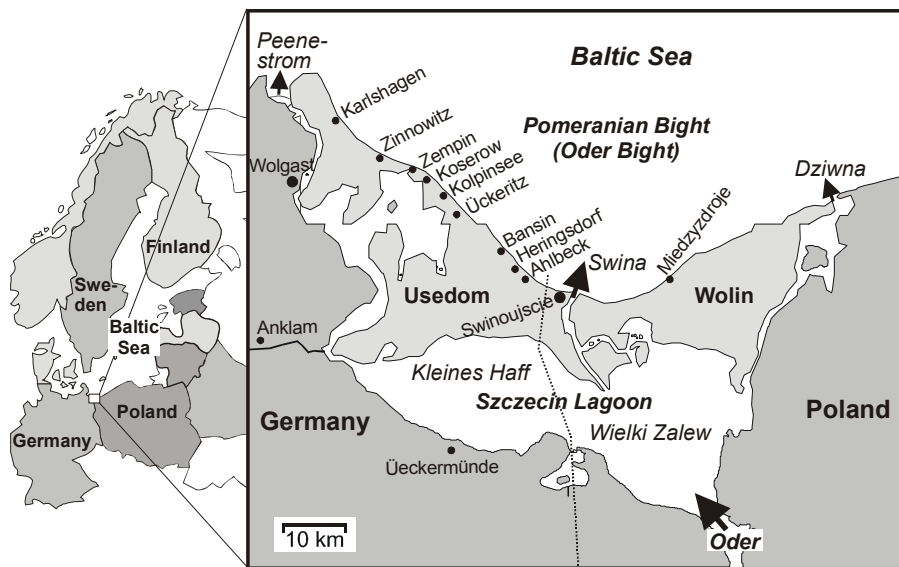 Finland
Swe-
den
Baltic
Sea
Poland
Germany
Peene-
strom
Baltic Sea
Karlshagen
Pomeranian Bight
(Oder Bight)
Zinnowitz
Zempin
Koserow
Kolpinsee
Ückeritz
Wolgast
Dziwna
Bansin
Heringsdorf
Ahlbeck
Swina
Miedzyzdroje
Usedom
Wolin
Swinoujscie
Anklam
Kleines Haff
Szczecin Lagoon
Wielki Zalew
Germany
Poland
Üeckermünde
10 km
Oder